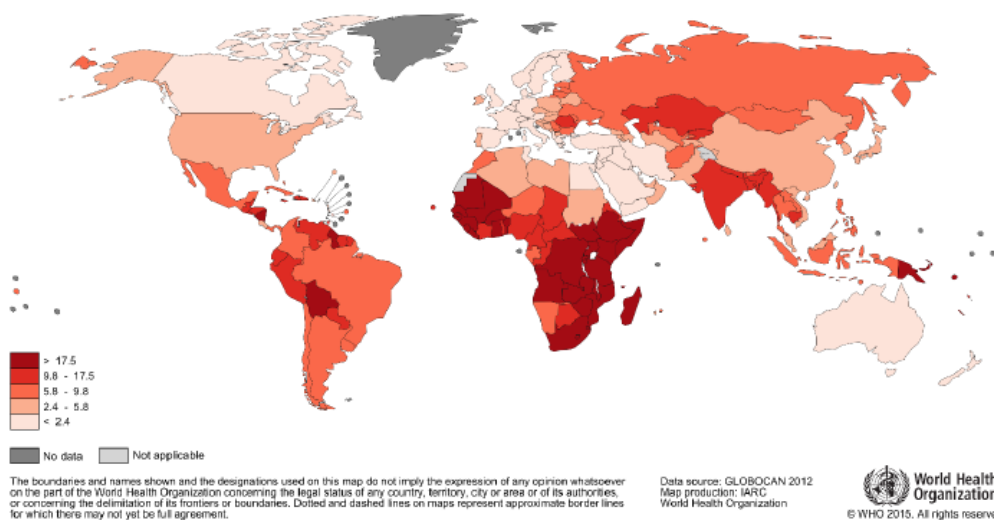 > 17.5
9.8 - 17.5
5.8 - 9.8
2.4 - 5.8
< 2.4
No data
Not applicable
The boundaries and names shown and the designations used on this map do not imply the expression of any opinion whatsoever
on the part of the World Health Organization concerning the legal status of any country, territory, city or area or of its authorities,
or concerning the delimitation of its frontiers or boundaries. Dotted and dashed lines on maps represent approximate border lines
for which there may not yet be full agreement.
Data source: GLOBOCAN 2012
Map production: IARC
World Health Organization
World Health
Organization
© WHO 2015. All rights reserve